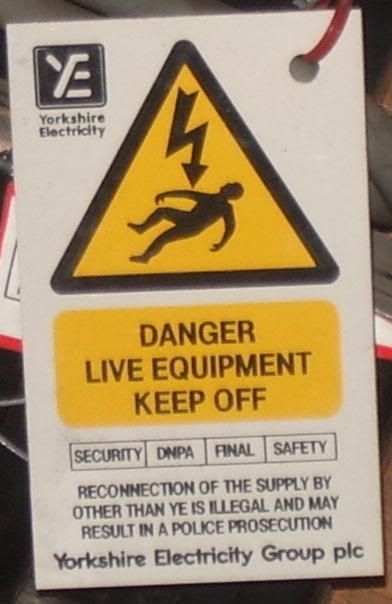 YE
Yorkshire
Electricity
DANGER
LIVE EQUIPMENT
KEEP OFF
SECURITY DNPA FINAL SAFETY
RECONNECTION OF THE SUPPLY BY
OTHER THAN YE IS ILLEGAL AND MAY
RESULT IN A POLICE PROSECUTION
Yorkshire Electricity Group plc